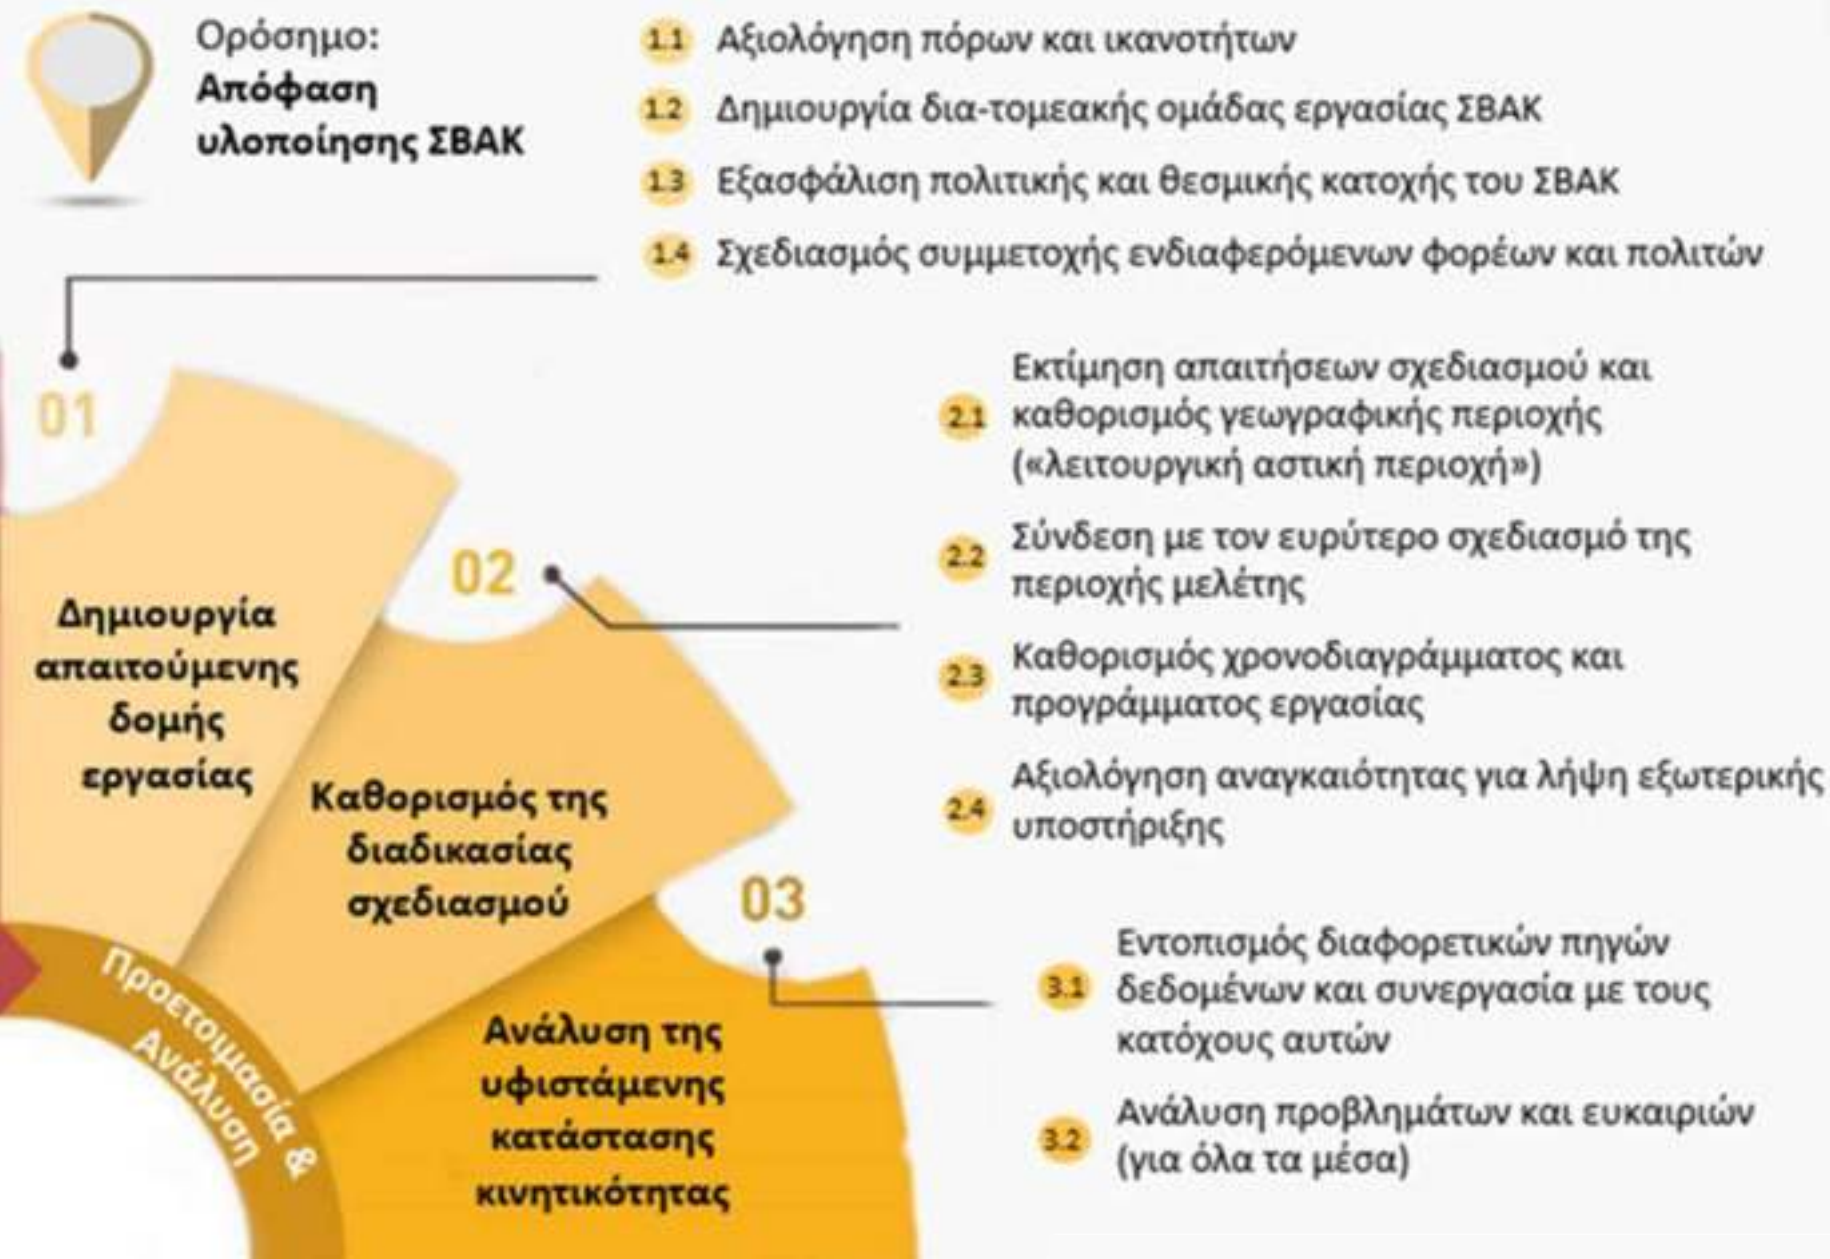 Ορόσημο:
Απόφαση
υλοποίησης ΣΒΑΚ
1.1 Αξιολόγηση πόρων και ικανοτήτων
1.2 Δημιουργία δια-τομεακής ομάδας εργασίας ΣΒΑΚ
1.3 Εξασφάλιση πολιτικής και θεσμικής κατοχής του ΣΒΑΚ
1.4 Σχεδιασμός συμμετοχής ενδιαφερόμενων φορέων και πολιτών
01
Δημιουργία
απαιτούμενης
δομής
εργασίας
02
Καθορισμός της
διαδικασίας
σχεδιασμού
Εκτίμηση απαιτήσεων σχεδιασμού και
2.1 καθορισμός γεωγραφικής περιοχής
(«λειτουργική αστική περιοχή»)
2.2 Σύνδεση με τον ευρύτερο σχεδιασμό της
περιοχής μελέτης
2.3 Καθορισμός χρονοδιαγράμματος και
προγράμματος εργασίας
2.4 Αξιολόγηση αναγκαιότητας για λήψη εξωτερικής
υποστήριξης
03
Ανάλυση της
υφιστάμενης
κατάστασης
κινητικότητας
Εντοπισμός διαφορετικών πηγών
3.1 δεδομένων και συνεργασία με τους
κατόχους αυτών
3.2 Ανάλυση προβλημάτων και ευκαιριών
(για όλα τα μέσα)
Προετοιμασία &
Ανάλυση